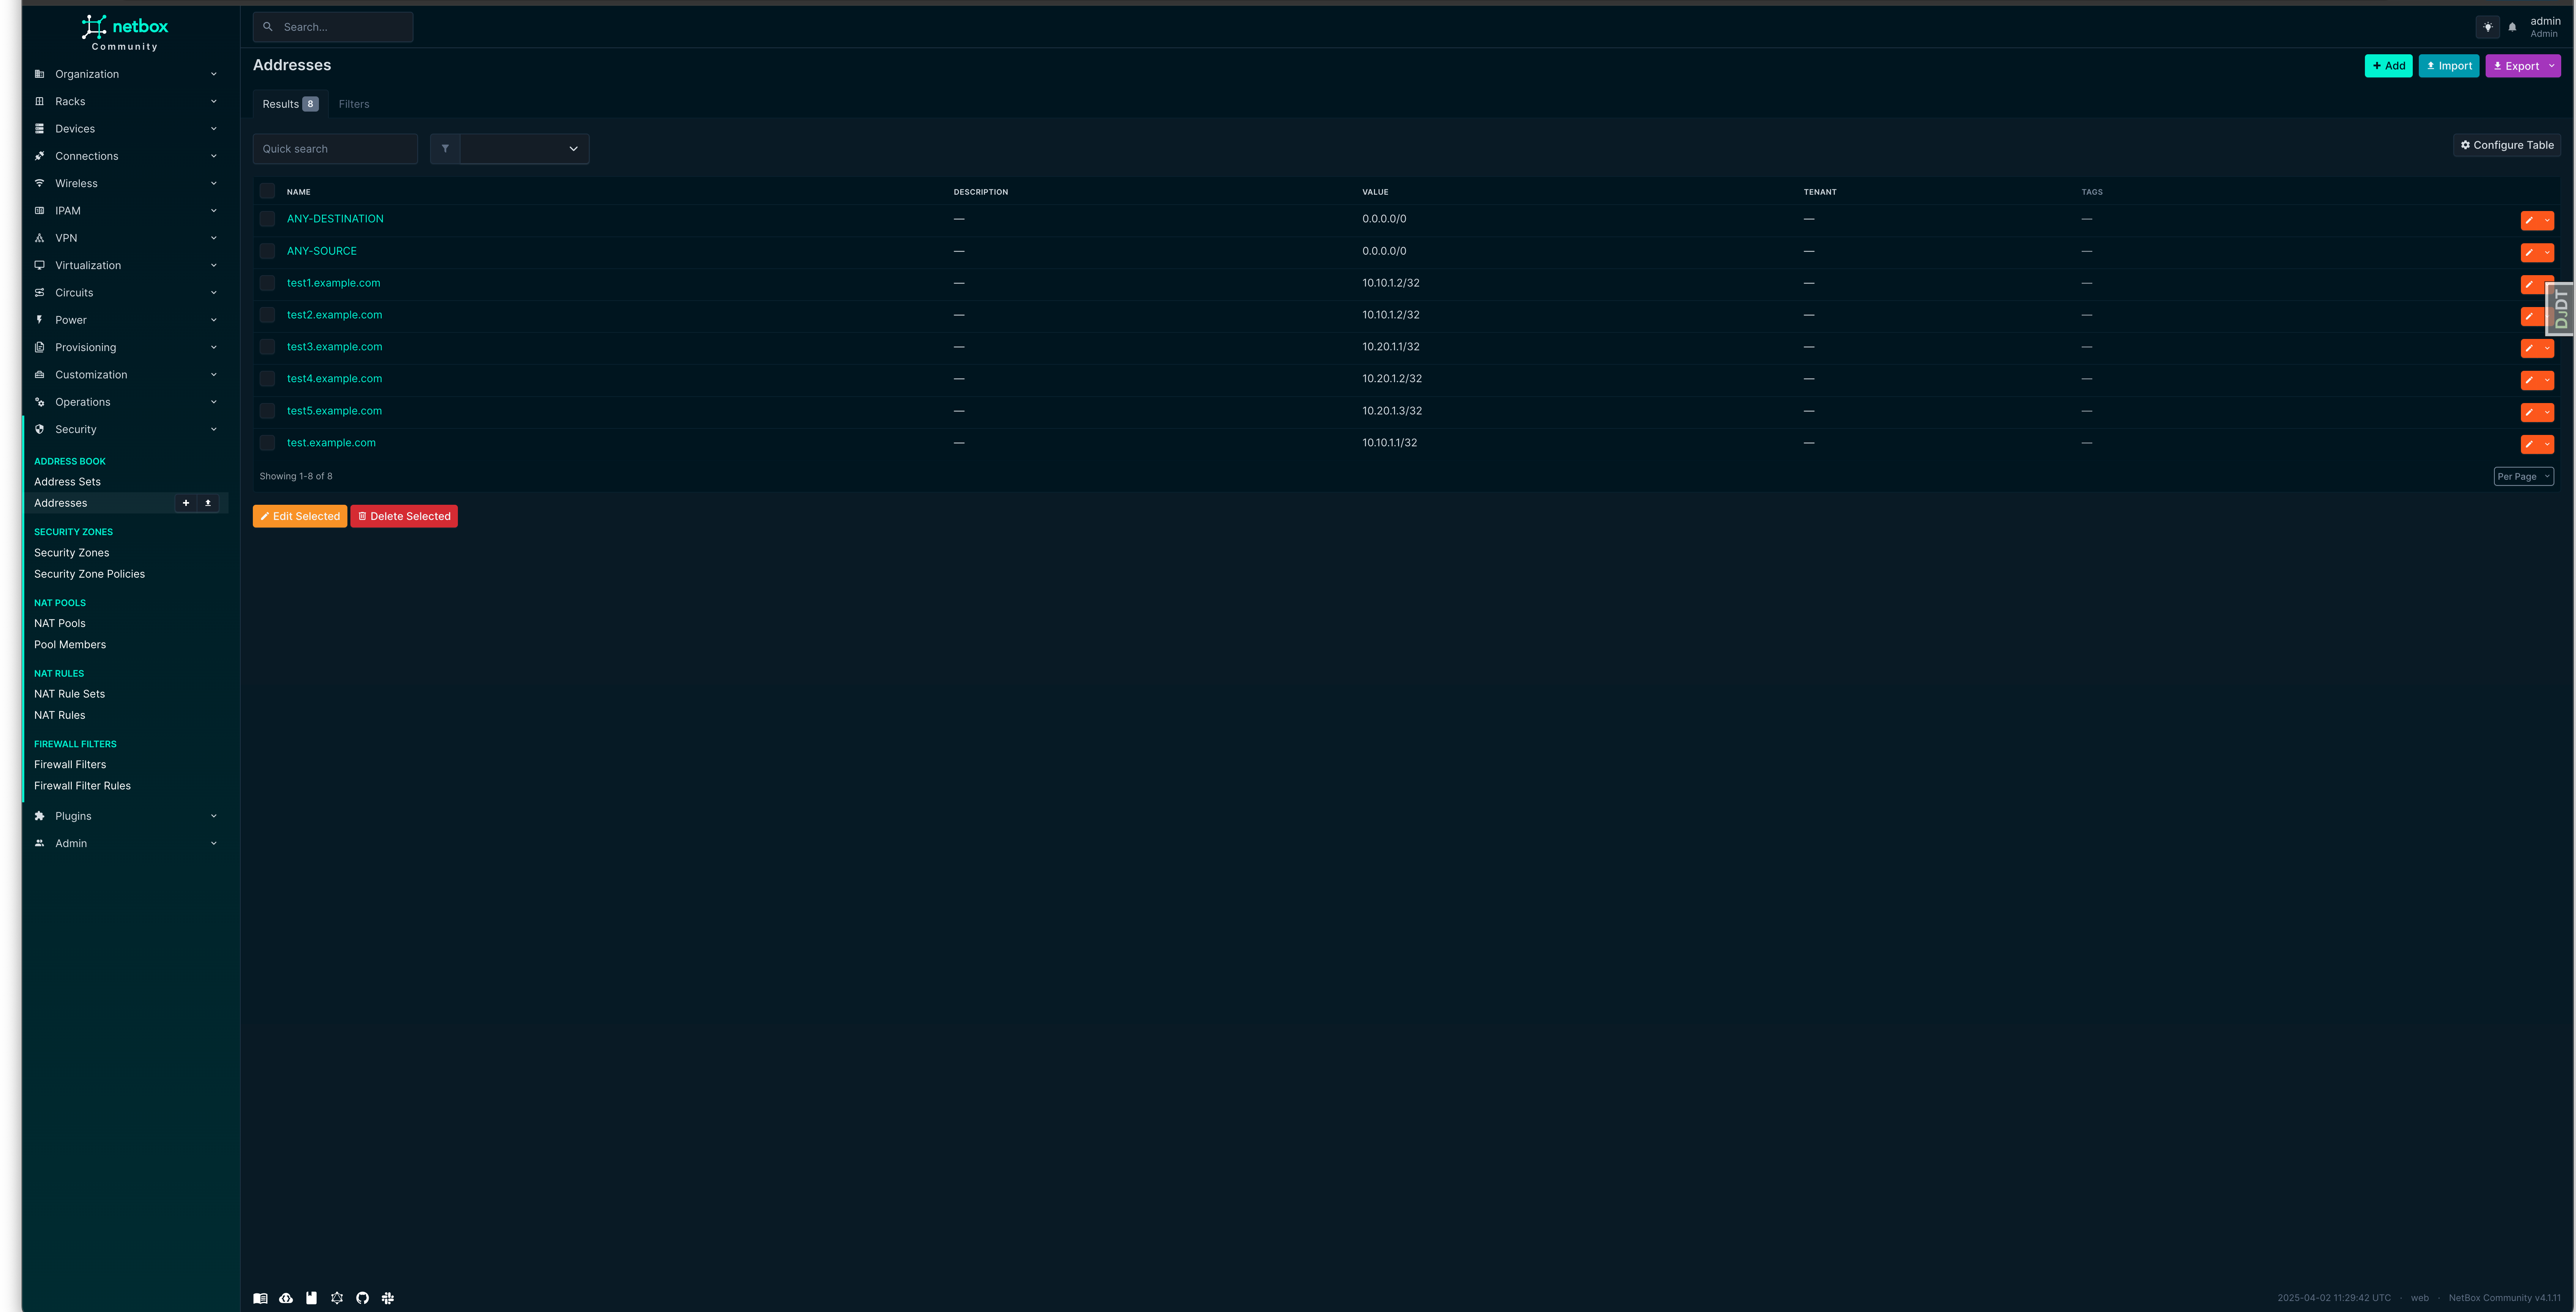 netbox
Community
Search...
admin
Admin
Organization
Racks
Devices
Connections
Wireless
IPAM
VPN
Virtualization
Circuits
Power
Provisioning
Customization
Operations
Security
ADDRESS BOOK
Address Sets
Addresses
SECURITY ZONES
Security Zones
Security Zone Policies
NAT POOLS
NAT Pools
Pool Members
NAT RULES
NAT Rule Sets
NAT Rules
FIREWALL FILTERS
Firewall Filters
Firewall Filter Rules
Plugins
Admin
Addresses
+ Add Import Export
Results 8 Filters
Quick search
Configure Table
NAME DESCRIPTION VALUE TENANT TAGS
ANY-DESTINATION — 0.0.0.0/0 — —
ANY-SOURCE — 0.0.0.0/0 — —
test1.example.com — 10.10.1.2/32 — —
test2.example.com — 10.10.1.2/32 — —
test3.example.com — 10.20.1.1/32 — —
test4.example.com — 10.20.1.2/32 — —
test5.example.com — 10.20.1.3/32 — —
test.example.com — 10.10.1.1/32 — —
DJDT
Showing 1-8 of 8
Per Page
Edit Selected Delete Selected
2025-04-02 11:29:42 UTC · web · NetBox Community v4.1.11